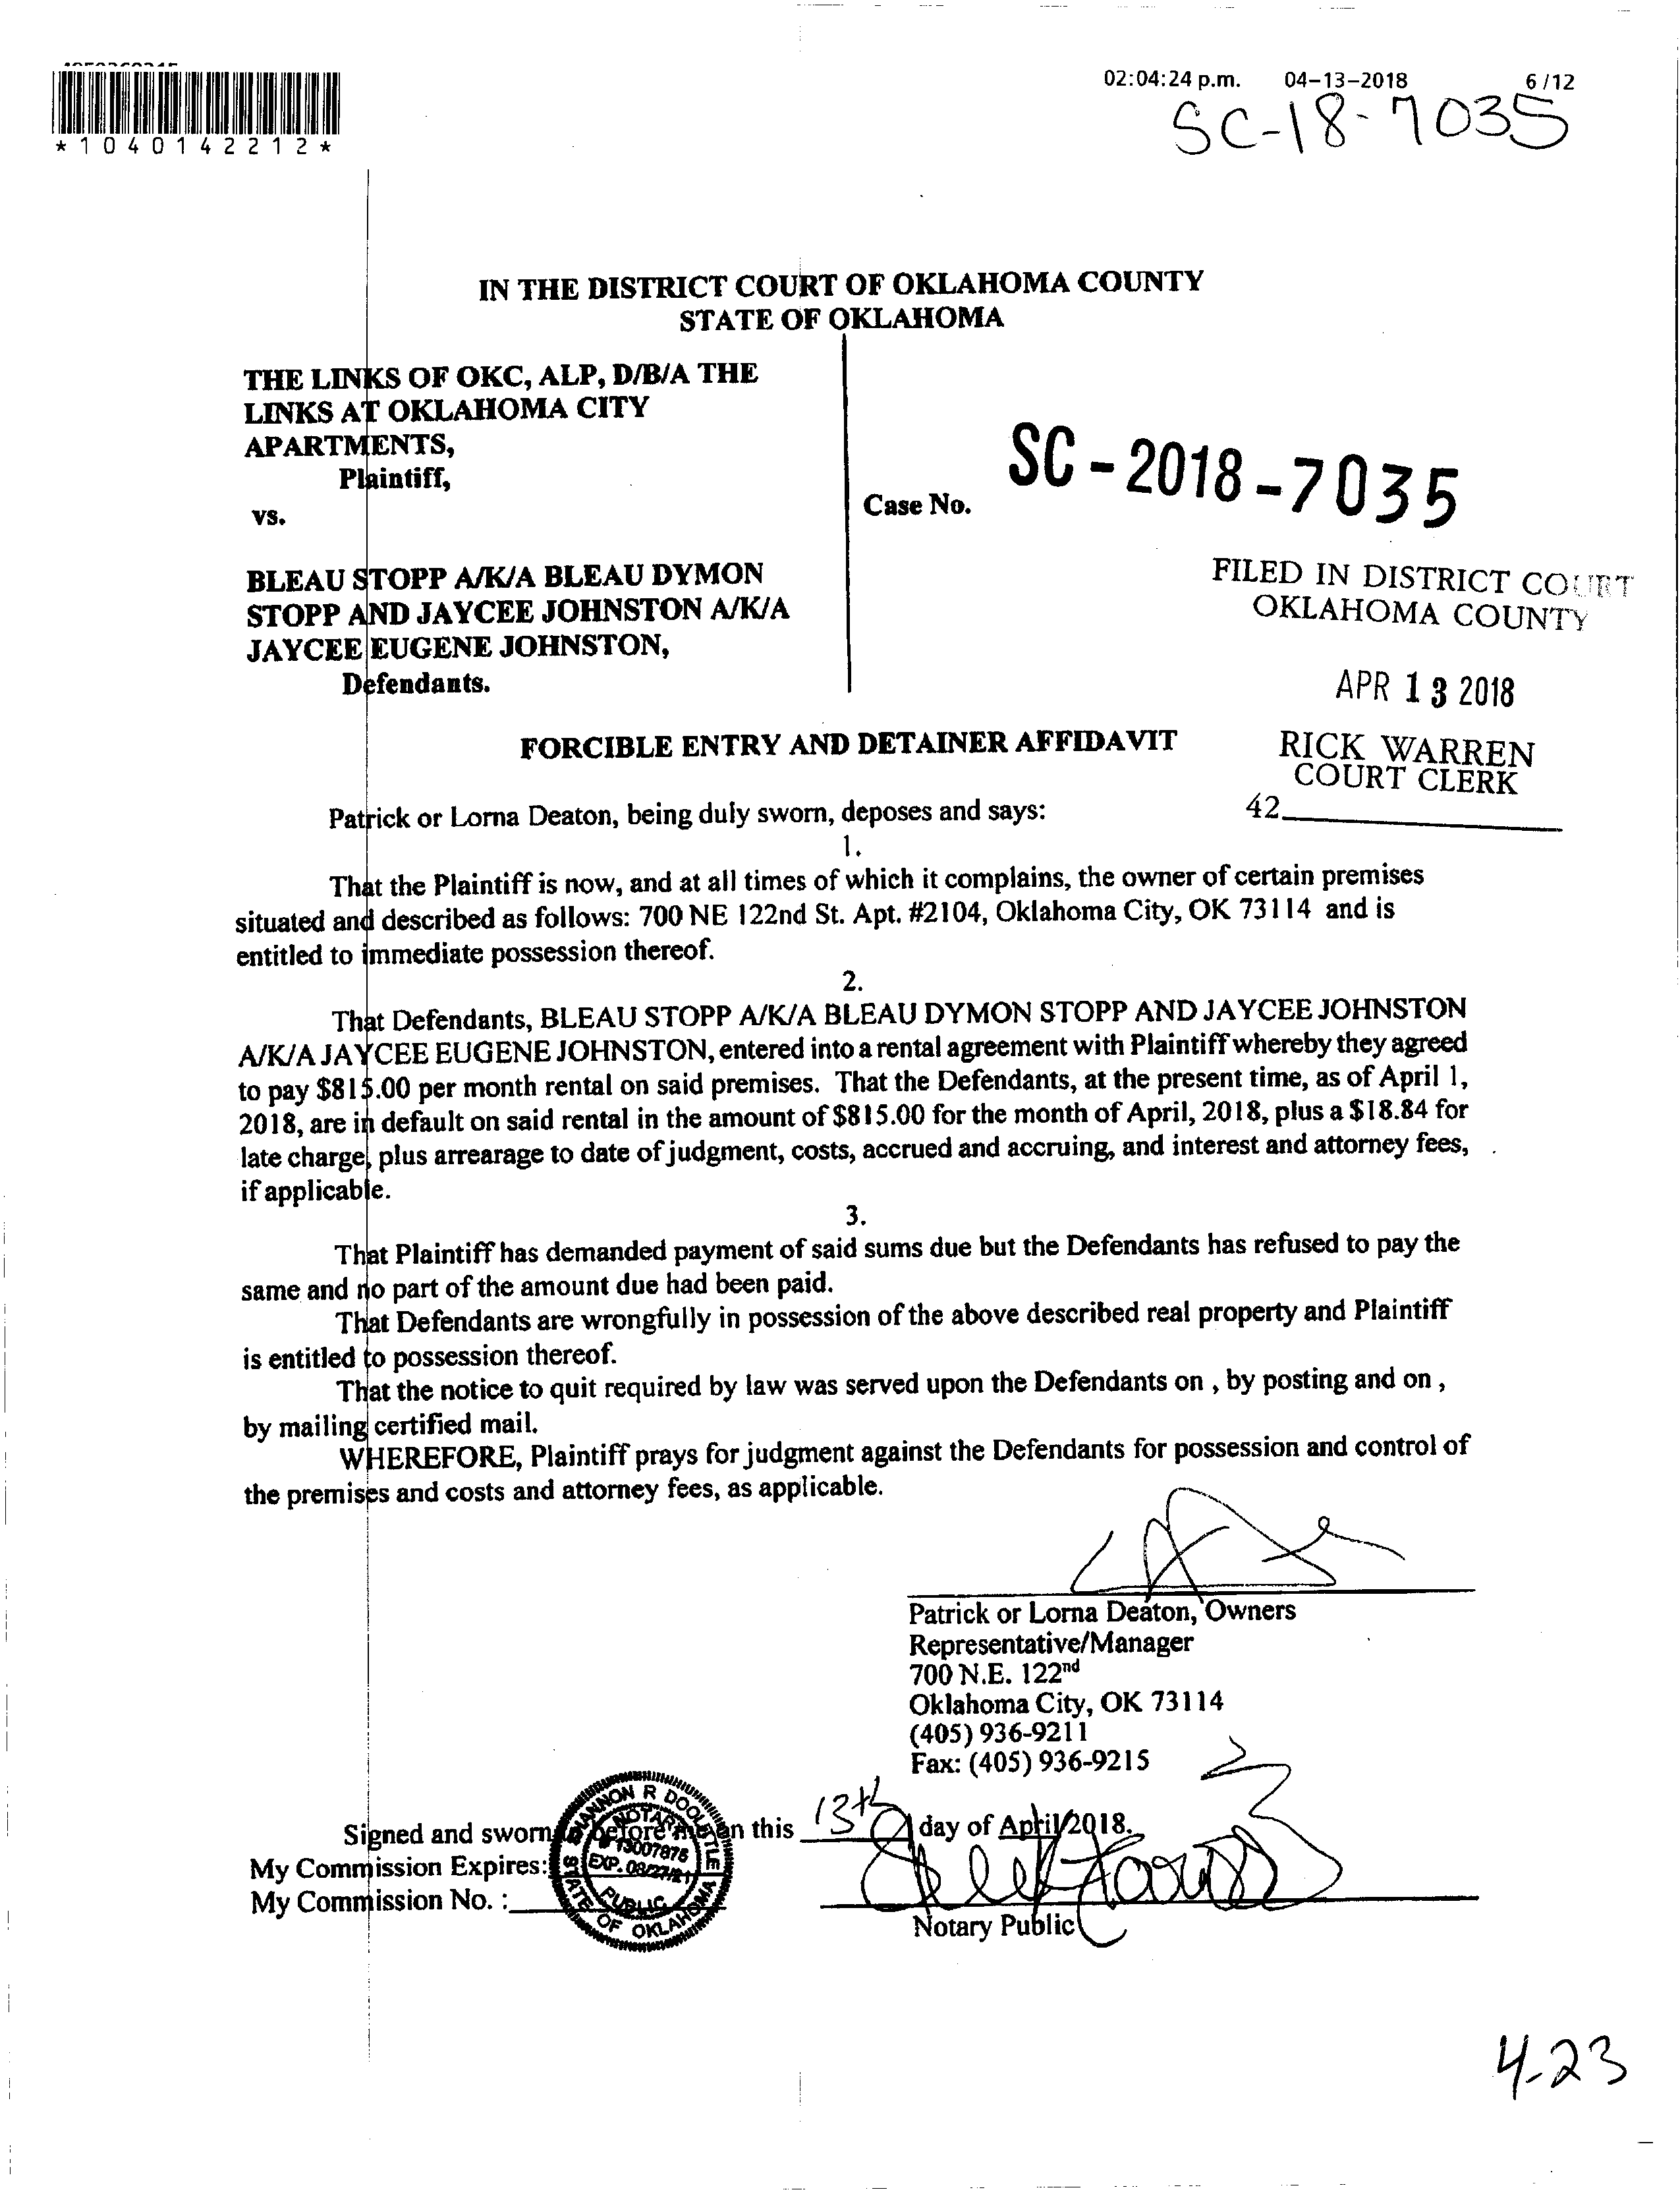 02:04:24 p.m. 04-13-2018 6/12
SC-18-7035
*1040142212*
IN THE DISTRICT COURT OF OKLAHOMA COUNTY
STATE OF OKLAHOMA
THE LINKS OF OKC, ALP, D/B/A THE
LINKS AT OKLAHOMA CITY
APARTMENTS,
Plaintiff,
vs.
Case No. SC-2018-7035
BLEAU STOPP A/K/A BLEAU DYMON
STOPP AND JAYCEE JOHNSTON A/K/A
JAYCEE EUGENE JOHNSTON,
Defendants.
FILED IN DISTRICT COURT
OKLAHOMA COUNTY
APR 13 2018
RICK WARREN
COURT CLERK
42
FORCIBLE ENTRY AND DETAINER AFFIDAVIT
Patrick or Lorna Deaton, being duly sworn, deposes and says:
1.
That the Plaintiff is now, and at all times of which it complains, the owner of certain premises
situated and described as follows: 700 NE 122nd St. Apt. #2104, Oklahoma City, OK 73114 and is
entitled to immediate possession thereof.
2.
That Defendants, BLEAU STOPP A/K/A BLEAU DYMON STOPP AND JAYCEE JOHNSTON
A/K/A JAYCEE EUGENE JOHNSTON, entered into a rental agreement with Plaintiff whereby they agreed
to pay $815.00 per month rental on said premises. That the Defendants, at the present time, as of April 1,
2018, are in default on said rental in the amount of $815.00 for the month of April, 2018, plus a $18.84 for
late charge, plus arrearage to date of judgment, costs, accrued and accruing, and interest and attorney fees,
if applicable.
3.
That Plaintiff has demanded payment of said sums due but the Defendants has refused to pay the
same and no part of the amount due had been paid.
That Defendants are wrongfully in possession of the above described real property and Plaintiff
is entitled to possession thereof.
That the notice to quit required by law was served upon the Defendants on , by posting and on ,
by mailing certified mail.
WHEREFORE, Plaintiff prays for judgment against the Defendants for possession and control of
the premises and costs and attorney fees, as applicable.
Patrick or Lorna Deaton, Owners
Representative/Manager
700 N.E. 122nd
Oklahoma City, OK 73114
(405) 936-9211
Fax: (405) 936-9215
Signed and sworn before me on this 13th day of April 2018.
My Commission Expires:
My Commission No. :
SHANNON R DOOLITTLE
NOTARY
# 13007876
EXP. 08/27/21
PUBLIC
STATE OF OKLAHOMA
Notary Public
4-23